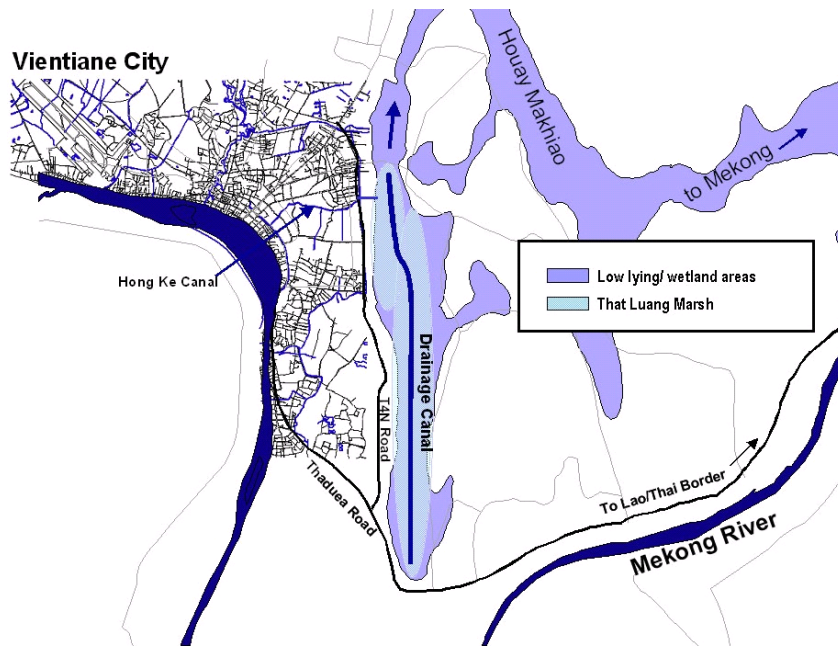 Vientiane City
Houay Makhiao
to Mekong
Hong Ke Canal
Low lying/ wetland areas
That Luang Marsh
Drainage Canal
T4N Road
Thaduea Road
To Lao/Thai Border
Mekong River